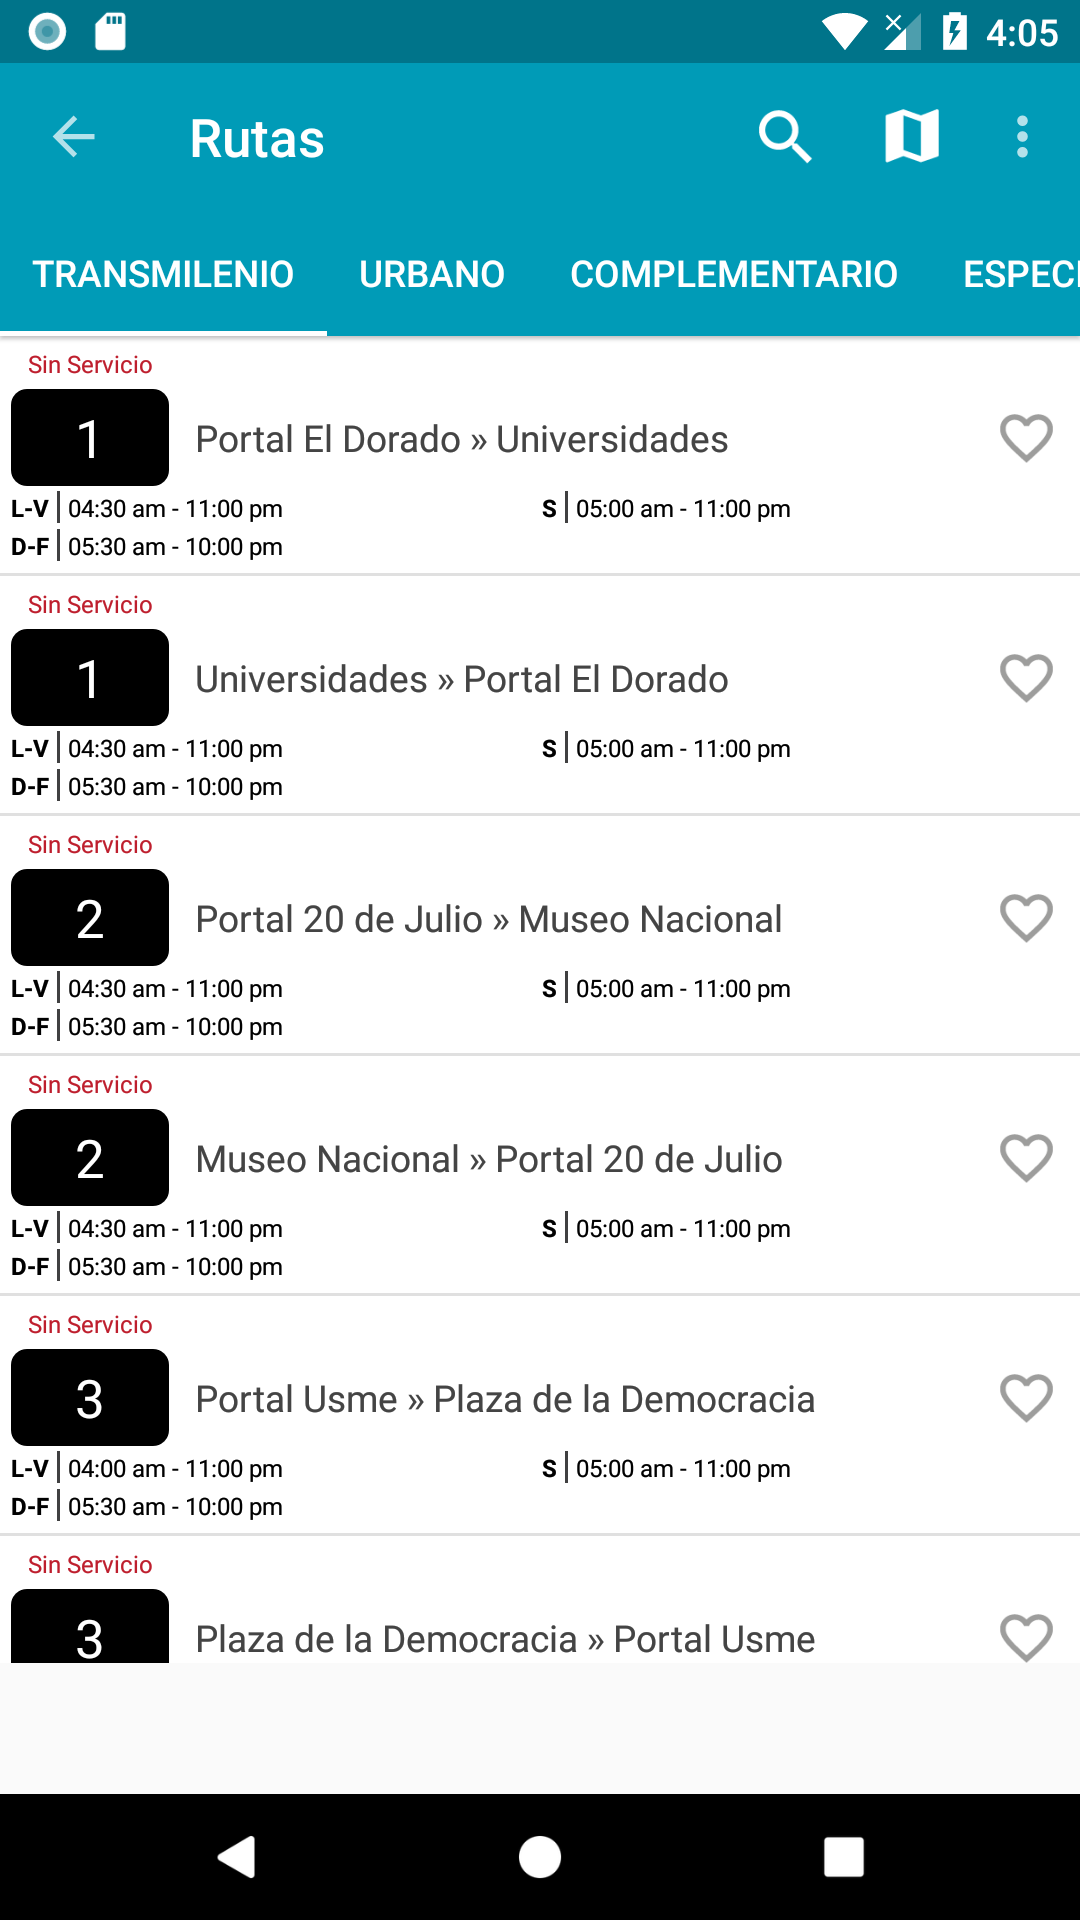 4:05
Rutas
TRANSMILENIO URBANO COMPLEMENTARIO ESPECI
Sin Servicio
1 Portal El Dorado » Universidades
L-V 04:30 am - 11:00 pm S 05:00 am - 11:00 pm
D-F 05:30 am - 10:00 pm
Sin Servicio
1 Universidades » Portal El Dorado
L-V 04:30 am - 11:00 pm S 05:00 am - 11:00 pm
D-F 05:30 am - 10:00 pm
Sin Servicio
2 Portal 20 de Julio » Museo Nacional
L-V 04:30 am - 11:00 pm S 05:00 am - 11:00 pm
D-F 05:30 am - 10:00 pm
Sin Servicio
2 Museo Nacional » Portal 20 de Julio
L-V 04:30 am - 11:00 pm S 05:00 am - 11:00 pm
D-F 05:30 am - 10:00 pm
Sin Servicio
3 Portal Usme » Plaza de la Democracia
L-V 04:00 am - 11:00 pm S 05:00 am - 11:00 pm
D-F 05:30 am - 10:00 pm
Sin Servicio
3 Plaza de la Democracia » Portal Usme